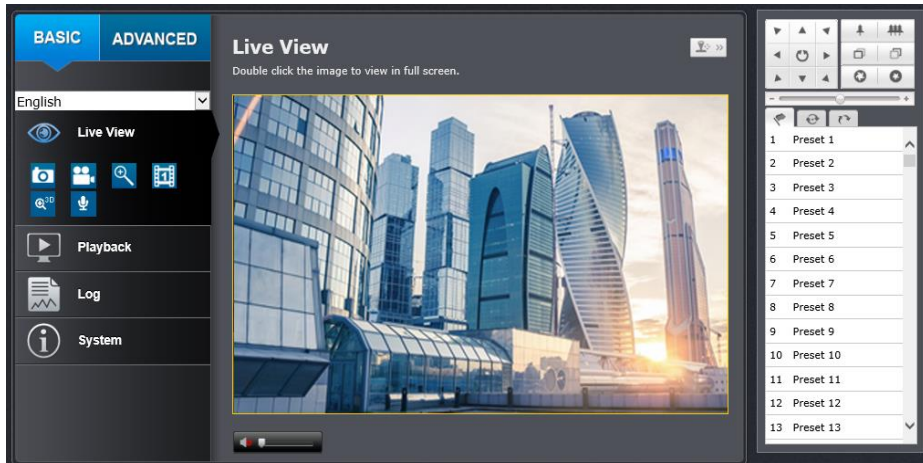 BASIC
ADVANCED
English
Live View
Playback
Log
System
Live View
Double click the image to view in full screen.
1 Preset 1
2 Preset 2
3 Preset 3
4 Preset 4
5 Preset 5
6 Preset 6
7 Preset 7
8 Preset 8
9 Preset 9
10 Preset 10
11 Preset 11
12 Preset 12
13 Preset 13
1
3D